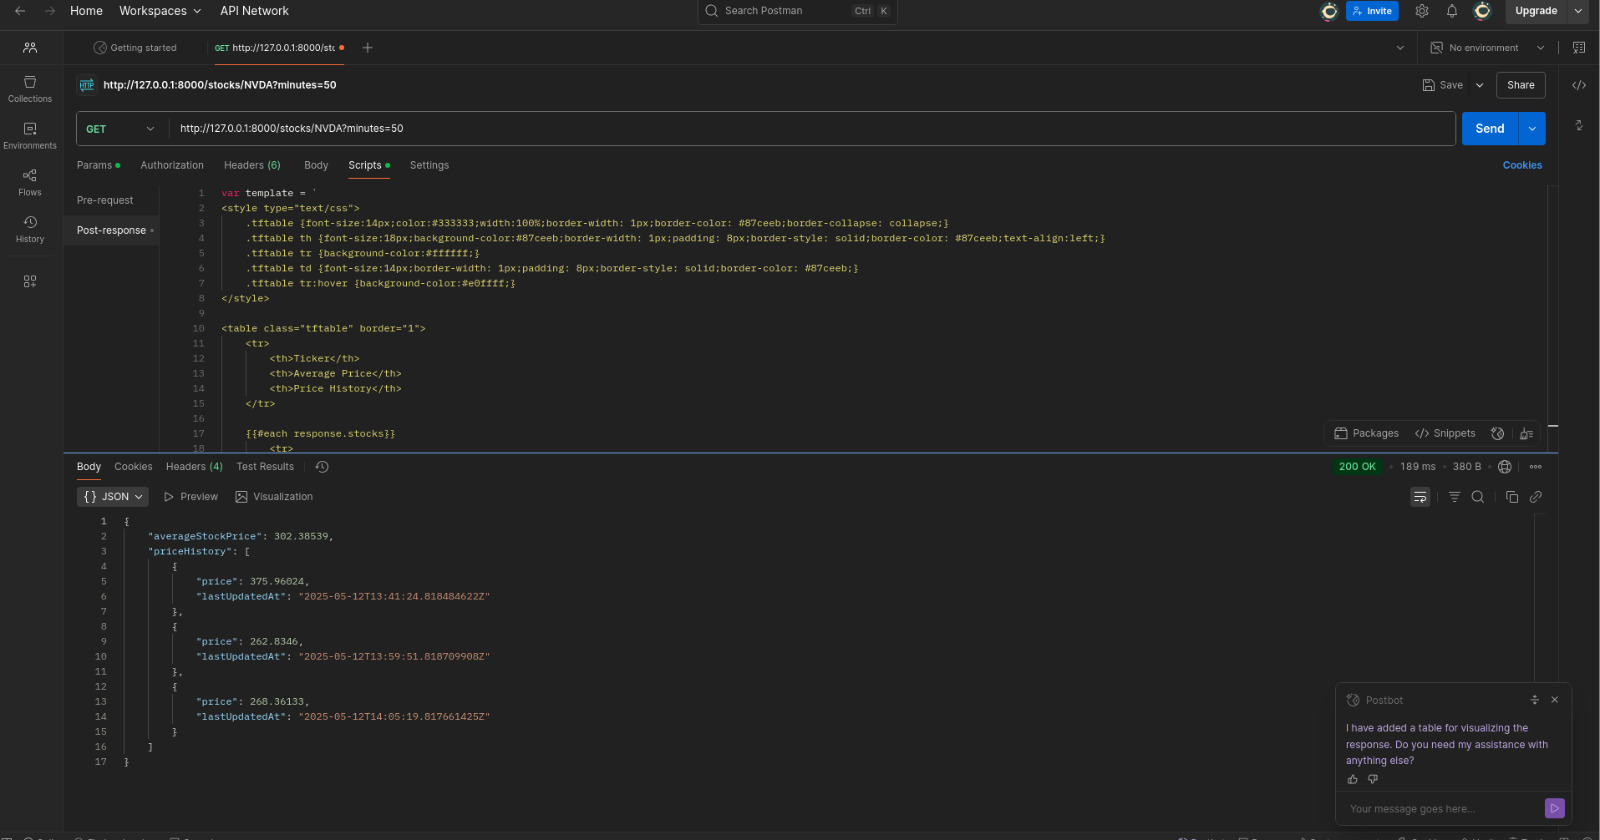 Home Workspaces API Network Search Postman Ctrl K Invite Upgrade
Getting started GET http://127.0.0.1:8000/stc No environment
http://127.0.0.1:8000/stocks/NVDA?minutes=50 Save Share
Collections
GET http://127.0.0.1:8000/stocks/NVDA?minutes=50 Send
Environments
Params Authorization Headers (6) Body Scripts Settings Cookies
Flows
History
Pre-request
Post-response
1 var template = `
2 <style type="text/css">
3 .tftable {font-size:14px;color:#333333;width:100%;border-width: 1px;border-color: #87ceeb;border-collapse: collapse;}
4 .tftable th {font-size:18px;background-color:#87ceeb;border-width: 1px;padding: 8px;border-style: solid;border-color: #87ceeb;text-align:left;}
5 .tftable tr {background-color:#ffffff;}
6 .tftable td {font-size:14px;border-width: 1px;padding: 8px;border-style: solid;border-color: #87ceeb;}
7 .tftable tr:hover {background-color:#e0ffff;}
8 </style>
9
10 <table class="tftable" border="1">
11 <tr>
12 <th>Ticker</th>
13 <th>Average Price</th>
14 <th>Price History</th>
15 </tr>
16
17 {{#each response.stocks}}
18 <tr>
Packages Snippets
Body Cookies Headers (4) Test Results 200 OK 189 ms 380 B
{} JSON Preview Visualization
1 {
2 "averageStockPrice": 302.38539,
3 "priceHistory": [
4 {
5 "price": 375.96024,
6 "lastUpdatedAt": "2025-05-12T13:41:24.818484622Z"
7 },
8 {
9 "price": 262.8346,
10 "lastUpdatedAt": "2025-05-12T13:59:51.818709908Z"
11 },
12 {
13 "price": 268.36133,
14 "lastUpdatedAt": "2025-05-12T14:05:19.817661425Z"
15 }
16 ]
17 }
Postbot
I have added a table for visualizing the
response. Do you need my assistance with
anything else?
Your message goes here...